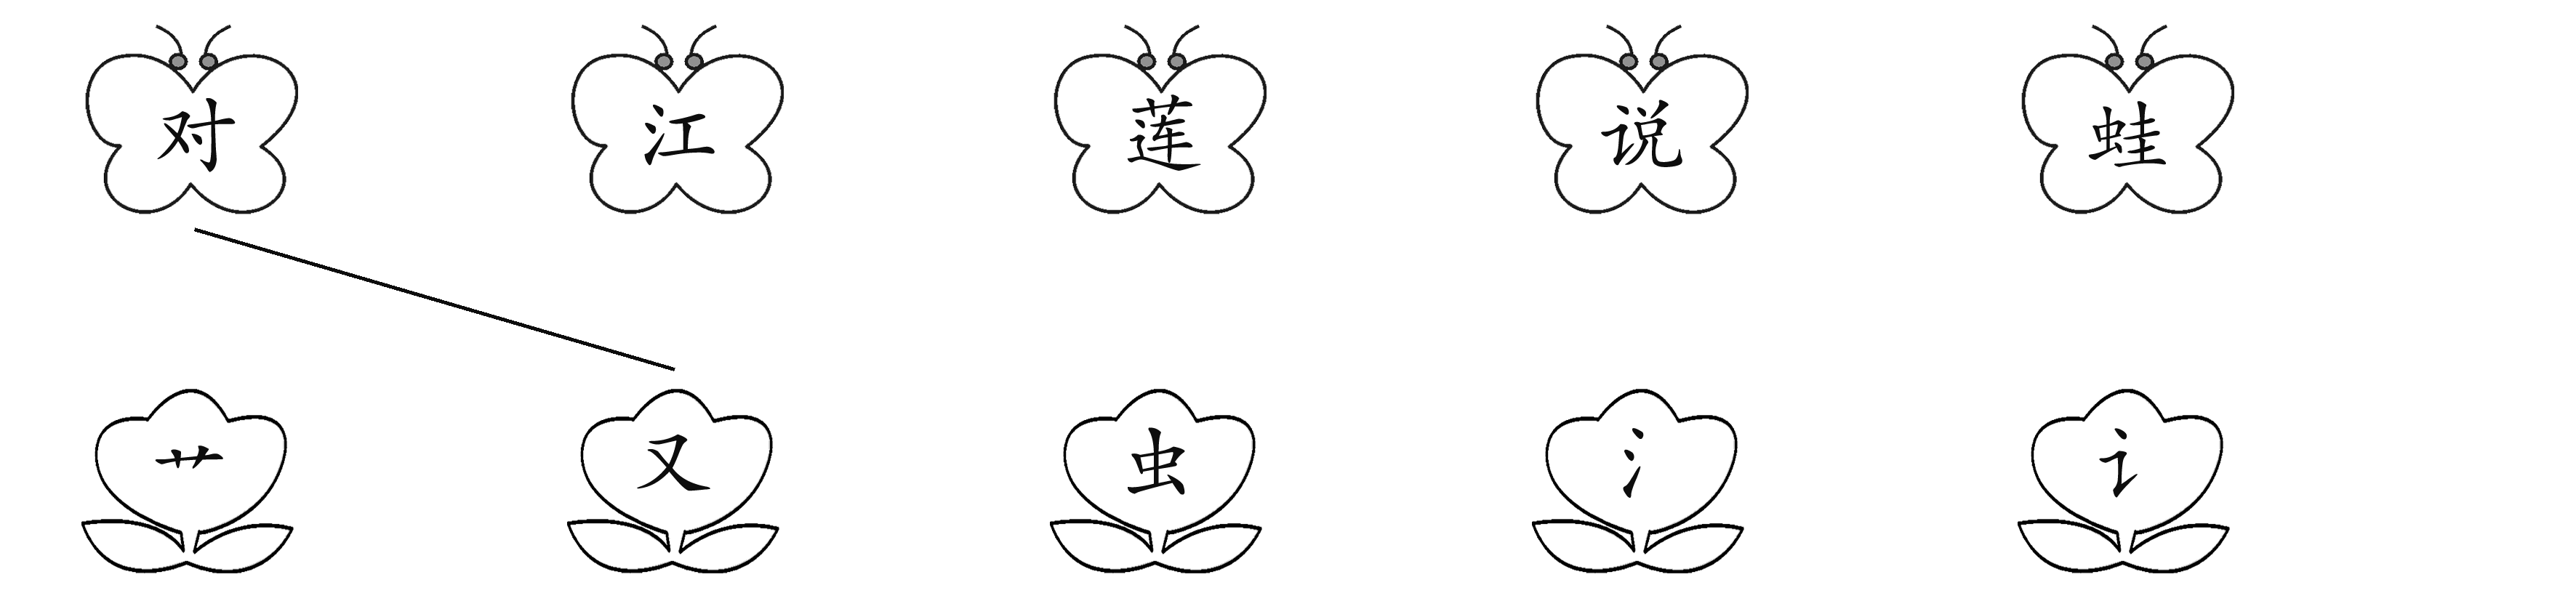 对 江 莲 说 蛙
艹 又 虫 氵 讠